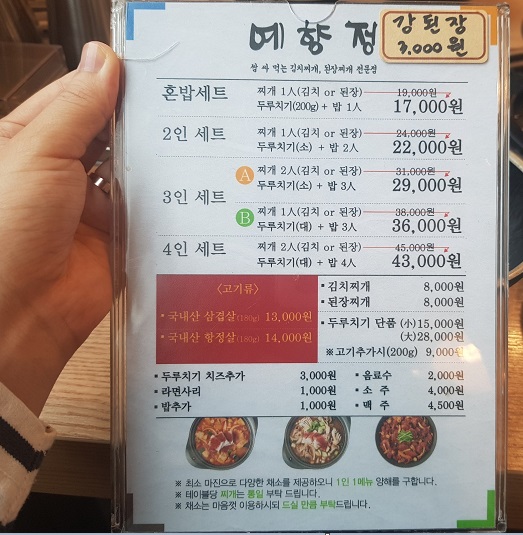 예향정
강된장
3,000원
쌈 싸 먹는 김치찌개, 된장찌개 전문점
혼밥세트 찌개 1인(김치 or 된장) 19,000원
두루치기(200g) + 밥 1人 17,000원
2인 세트 찌개 1人(김치 or 된장) 24,000원
두루치기(소) + 밥 2人 22,000원
3인 세트
A 찌개 2人(김치 or 된장) 31,000원
두루치기(소) + 밥 3人 29,000원
B 찌개 1人(김치 or 된장) 38,000원
두루치기(대) + 밥 3人 36,000원
4인 세트 찌개 2人(김치 or 된장) 45,000원
두루치기(대) + 밥 4人 43,000원
<고기류>
▪ 국내산 삼겹살(180g) 13,000원
▪ 국내산 항정살(180g) 14,000원
▪ 김치찌개 8,000원
▪ 된장찌개 8,000원
▪ 두루치기 단품 (小)15,000원
(大)28,000원
※고기추가시(200g) 9,000원
▪ 두루치기 치즈추가 3,000원
▪ 라면사리 1,000원
▪ 밥추가 1,000원
▪ 음료수 2,000원
▪ 소 주 4,000원
▪ 맥 주 4,500원
※ 최소 마진으로 다양한 채소를 제공하오니 1인 1메뉴 양해를 구합니다.
※ 테이블당 찌개는 통일 부탁 드립니다.
※ 채소는 마음껏 이용하시되 드실 만큼 부탁드립니다.